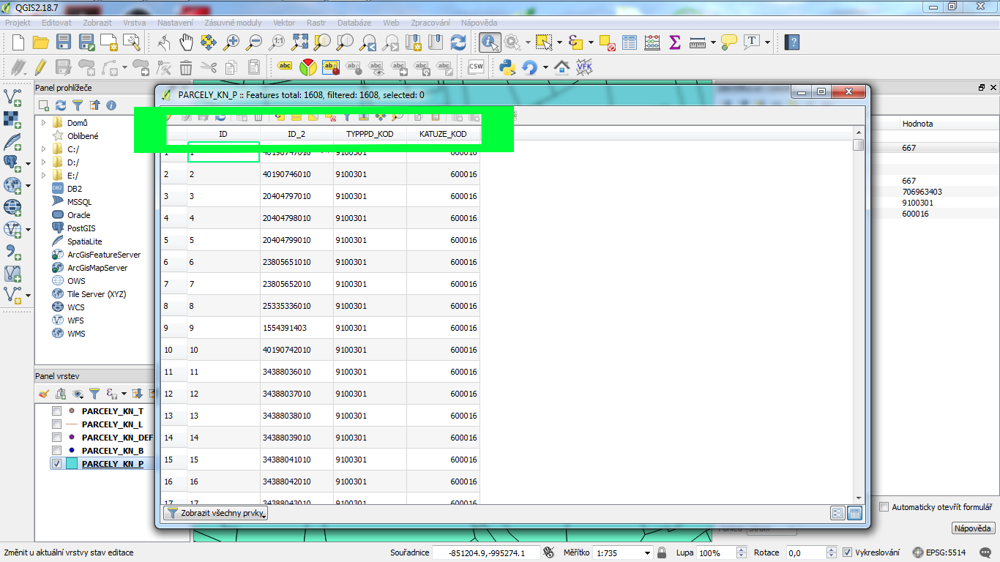 QGIS2.18.7
Projekt Editovat Zobrazit Vrstva Nastavení Zásuvné moduly Vektor Rastr Databáze Web Zpracování Nápověda
Panel prohlížeče
Domů
Oblíbené
C:/
D:/
E:/
DB2
MSSQL
Oracle
PostGIS
SpatiaLite
ArcGisFeatureServer
ArcGisMapServer
OWS
Tile Server (XYZ)
WCS
WFS
WMS
Panel vrstev
PARCELY_KN_T
PARCELY_KN_L
PARCELY_KN_DEF
PARCELY_KN_B
PARCELY_KN_P
PARCELY_KN_P :: Features total: 1608, filtered: 1608, selected: 0
ID ID_2 TYPPPD_KOD KATUZE_KOD
1 1 40190747010 9100301 600016
2 2 40190746010 9100301 600016
3 3 20404797010 9100301 600016
4 4 20404798010 9100301 600016
5 5 20404799010 9100301 600016
6 6 23805651010 9100301 600016
7 7 23805652010 9100301 600016
8 8 25335336010 9100301 600016
9 9 1554391403 9100301 600016
10 10 40190742010 9100301 600016
11 11 34388036010 9100301 600016
12 12 34388037010 9100301 600016
13 13 34388038010 9100301 600016
14 14 34388039010 9100301 600016
15 15 34388041010 9100301 600016
16 16 34388042010 9100301 600016
17 17 34388043010 9100301 600016
Zobrazit všechny prvky
Hodnota
667
667
706963403
9100301
600016
Automaticky otevřít formulář
Nápověda
Změnit u aktuální vrstvy stav editace Souřadnice -851204.9,-995274.1 Měřítko 1:735 Lupa 100% Rotace 0,0 Vykreslování EPSG:5514